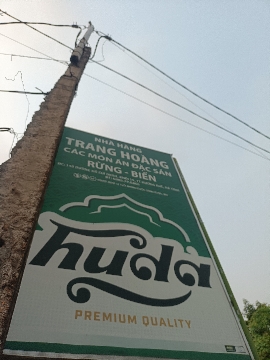 NHÀ HÀNG
TRANG HOÀNG
CÁC MÓN ĂN ĐẶC SẢN
RỪNG - BIỂN
huda
PREMIUM QUALITY